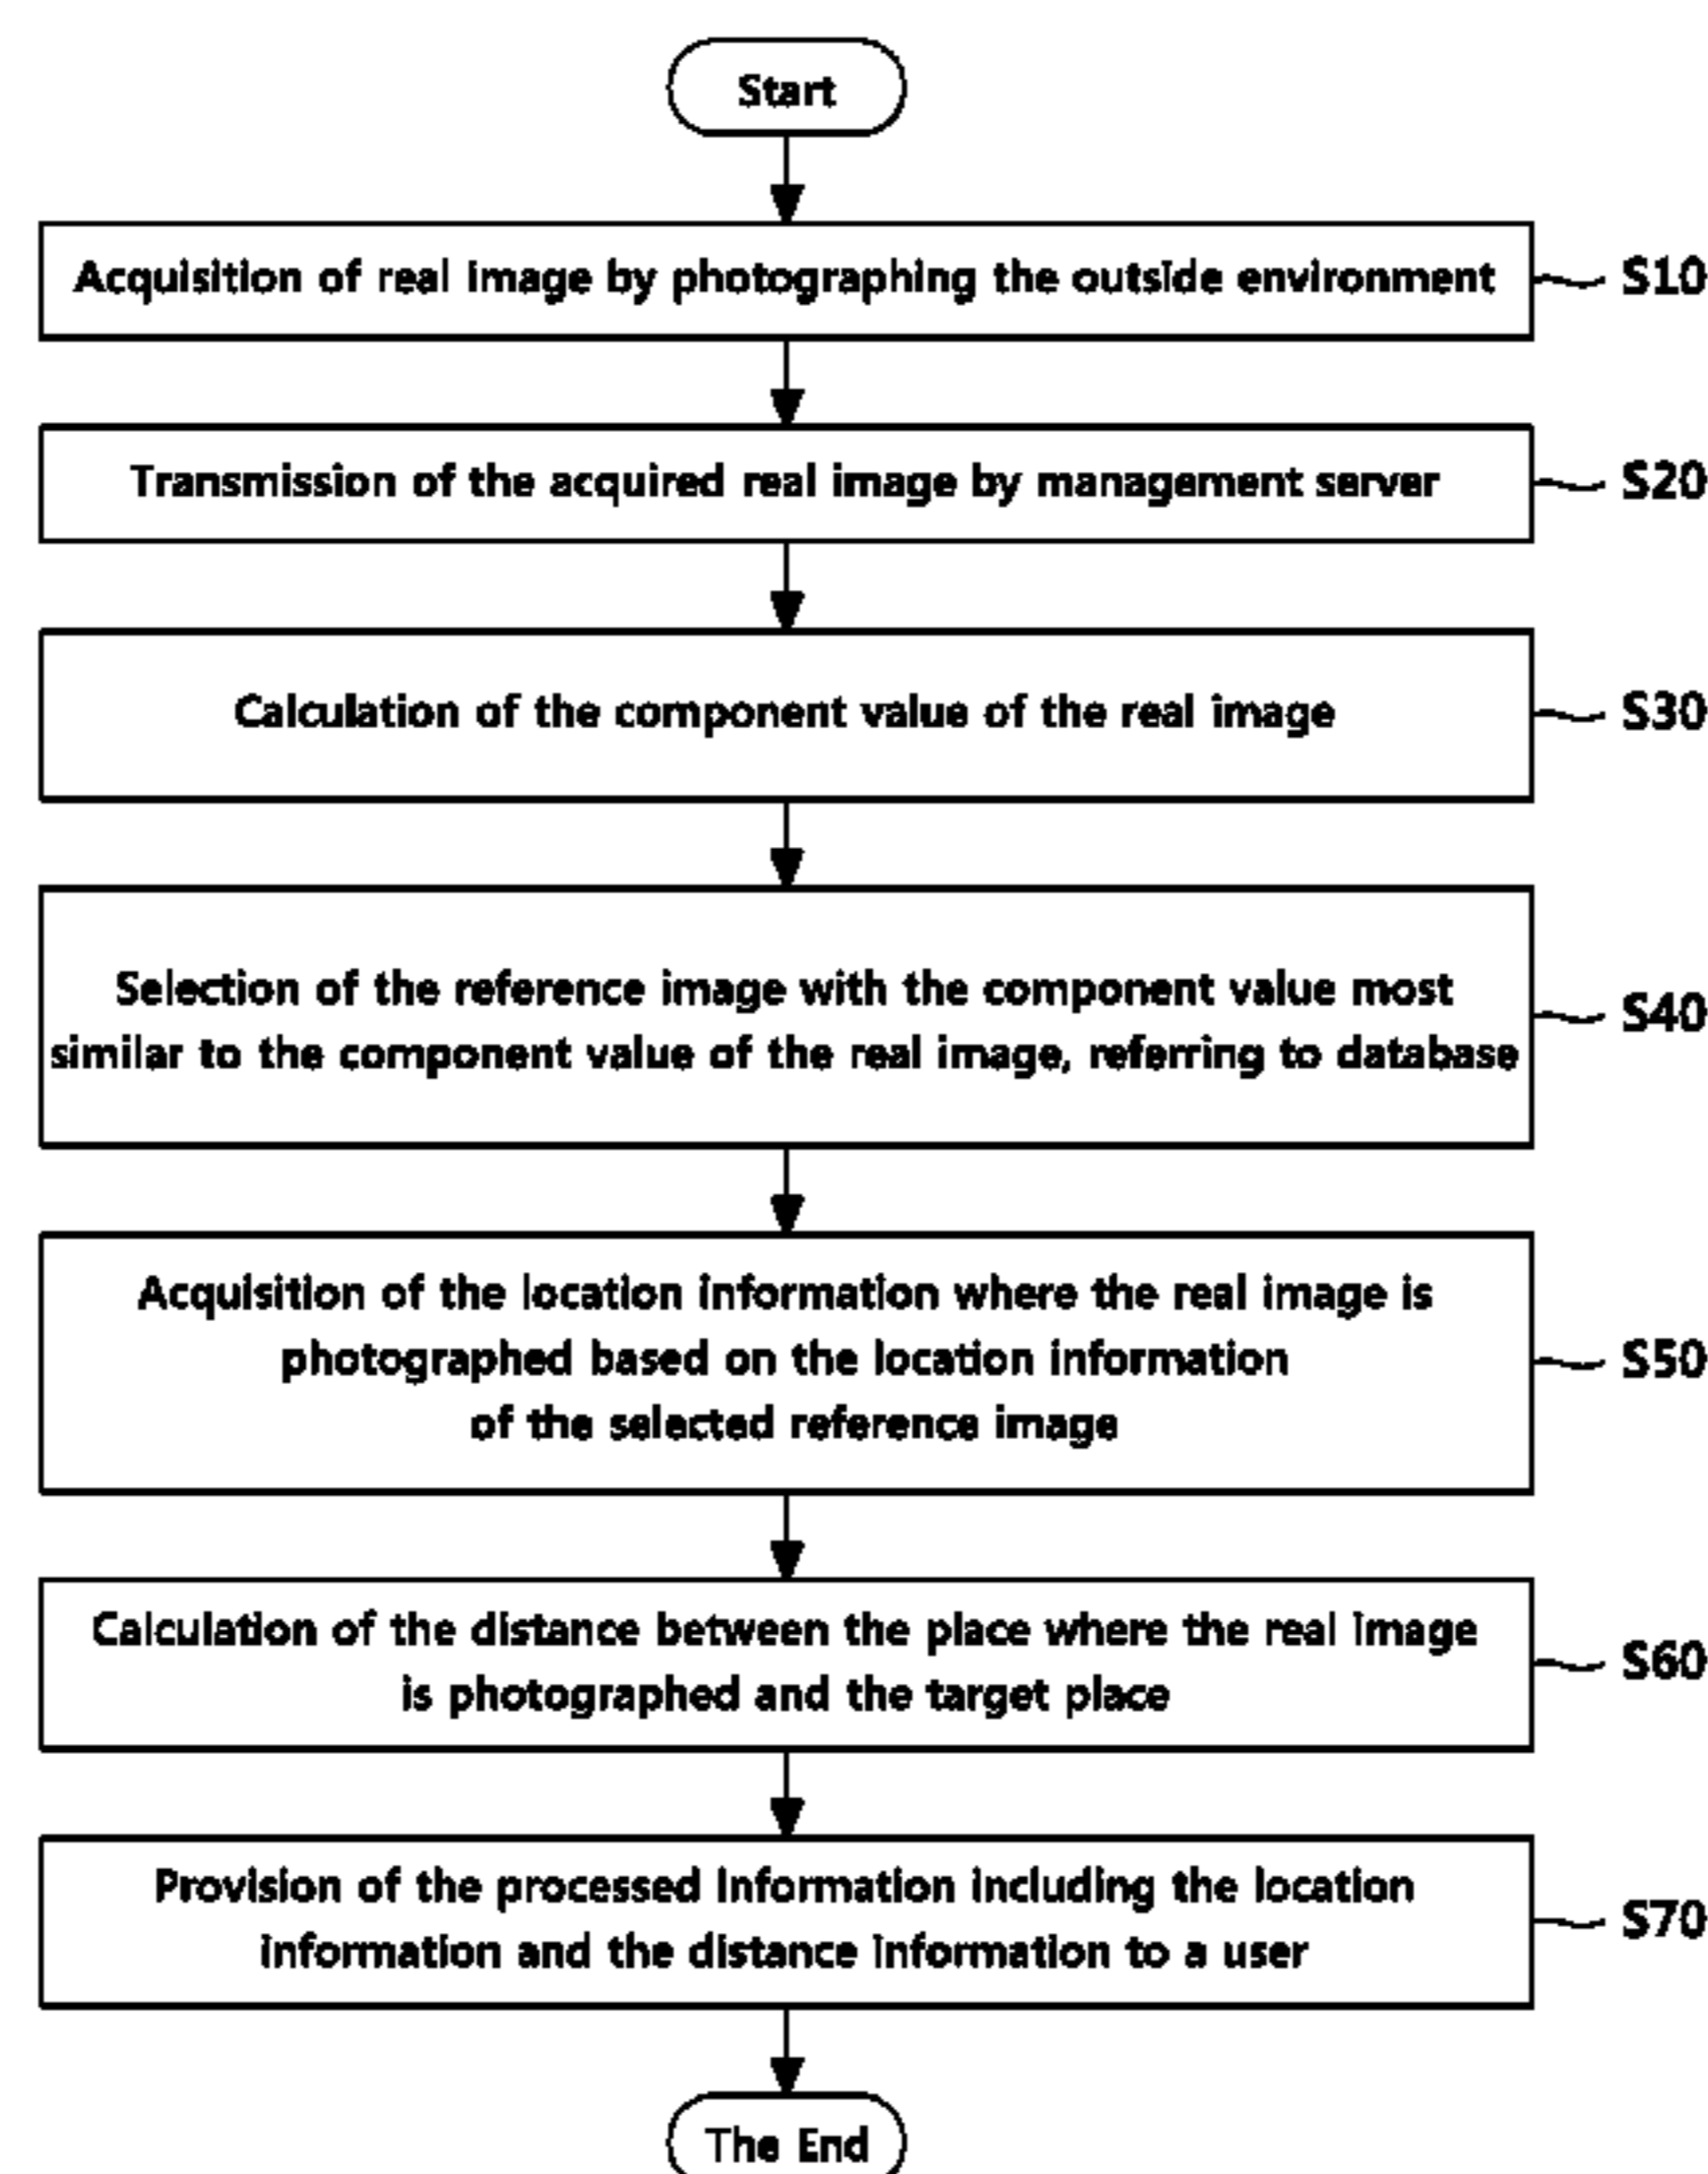 Start
Acquisition of real image by photographing the outside environment
S10
Transmission of the acquired real image by management server
S20
Calculation of the component value of the real image
S30
Selection of the reference image with the component value most
similar to the component value of the real image, referring to database
S40
Acquisition of the location information where the real image is
photographed based on the location information
of the selected reference image
S50
Calculation of the distance between the place where the real image
is photographed and the target place
S60
Provision of the processed information including the location
information and the distance information to a user
S70
The End